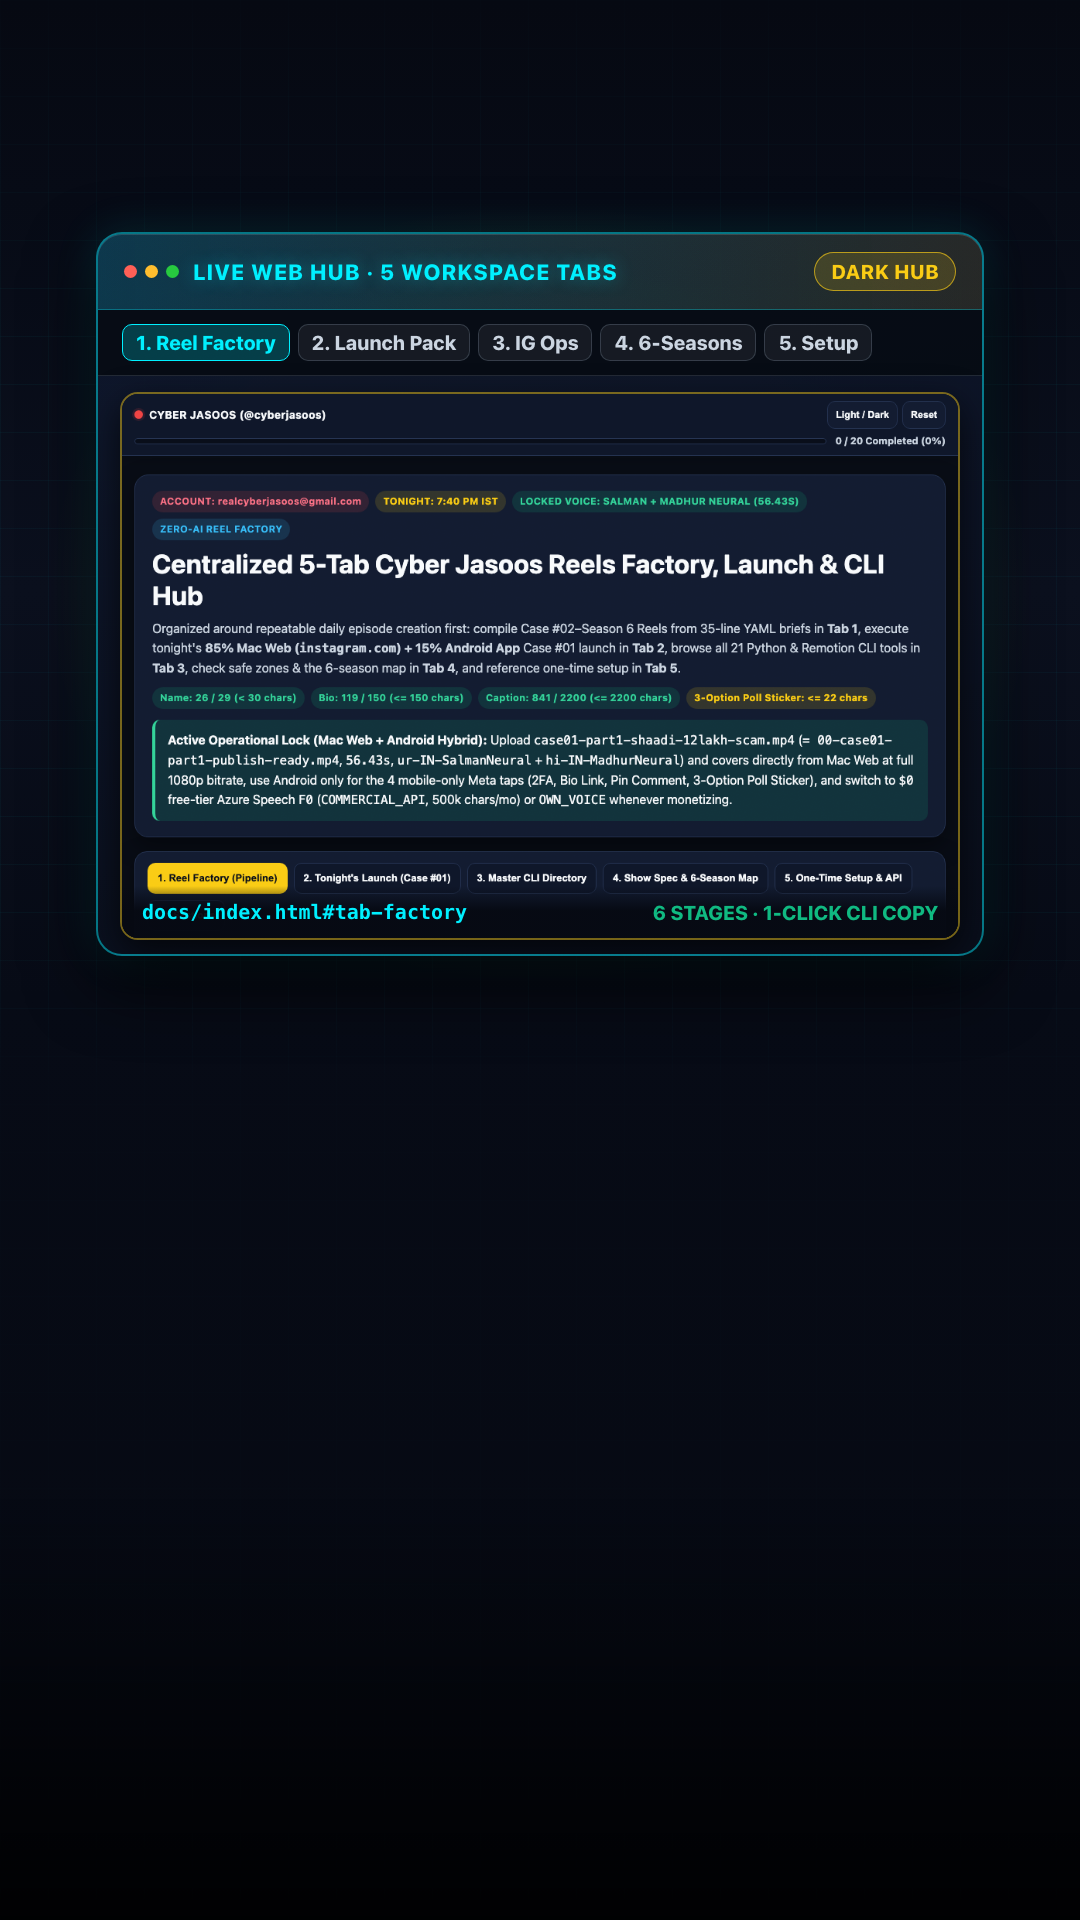 LIVE WEB HUB · 5 WORKSPACE TABS
DARK HUB
1. Reel Factory
2. Launch Pack
3. IG Ops
4. 6-Seasons
5. Setup
CYBER JASOOS (@cyberjasoos)
Light / Dark
Reset
0 / 20 Completed (0%)
ACCOUNT: realcyberjasoos@gmail.com
TONIGHT: 7:40 PM IST
LOCKED VOICE: SALMAN + MADHUR NEURAL (56.43S)
ZERO-AI REEL FACTORY
Centralized 5-Tab Cyber Jasoos Reels Factory, Launch & CLI
Hub
Organized around repeatable daily episode creation first: compile Case #02–Season 6 Reels from 35-line YAML briefs in Tab 1, execute
tonight's 85% Mac Web (instagram.com) + 15% Android App Case #01 launch in Tab 2, browse all 21 Python & Remotion CLI tools in
Tab 3, check safe zones & the 6-season map in Tab 4, and reference one-time setup in Tab 5.
Name: 26 / 29 (< 30 chars)
Bio: 119 / 150 (<= 150 chars)
Caption: 841 / 2200 (<= 2200 chars)
3-Option Poll Sticker: <= 22 chars
Active Operational Lock (Mac Web + Android Hybrid): Upload case01-part1-shaadi-12lakh-scam.mp4 (= 00-case01-
part1-publish-ready.mp4, 56.43s, ur-IN-SalmanNeural + hi-IN-MadhurNeural) and covers directly from Mac Web at full
1080p bitrate, use Android only for the 4 mobile-only Meta taps (2FA, Bio Link, Pin Comment, 3-Option Poll Sticker), and switch to $0
free-tier Azure Speech F0 (COMMERCIAL_API, 500k chars/mo) or OWN_VOICE whenever monetizing.
1. Reel Factory (Pipeline)
2. Tonight's Launch (Case #01)
3. Master CLI Directory
4. Show Spec & 6-Season Map
5. One-Time Setup & API
docs/index.html#tab-factory
6 STAGES · 1-CLICK CLI COPY